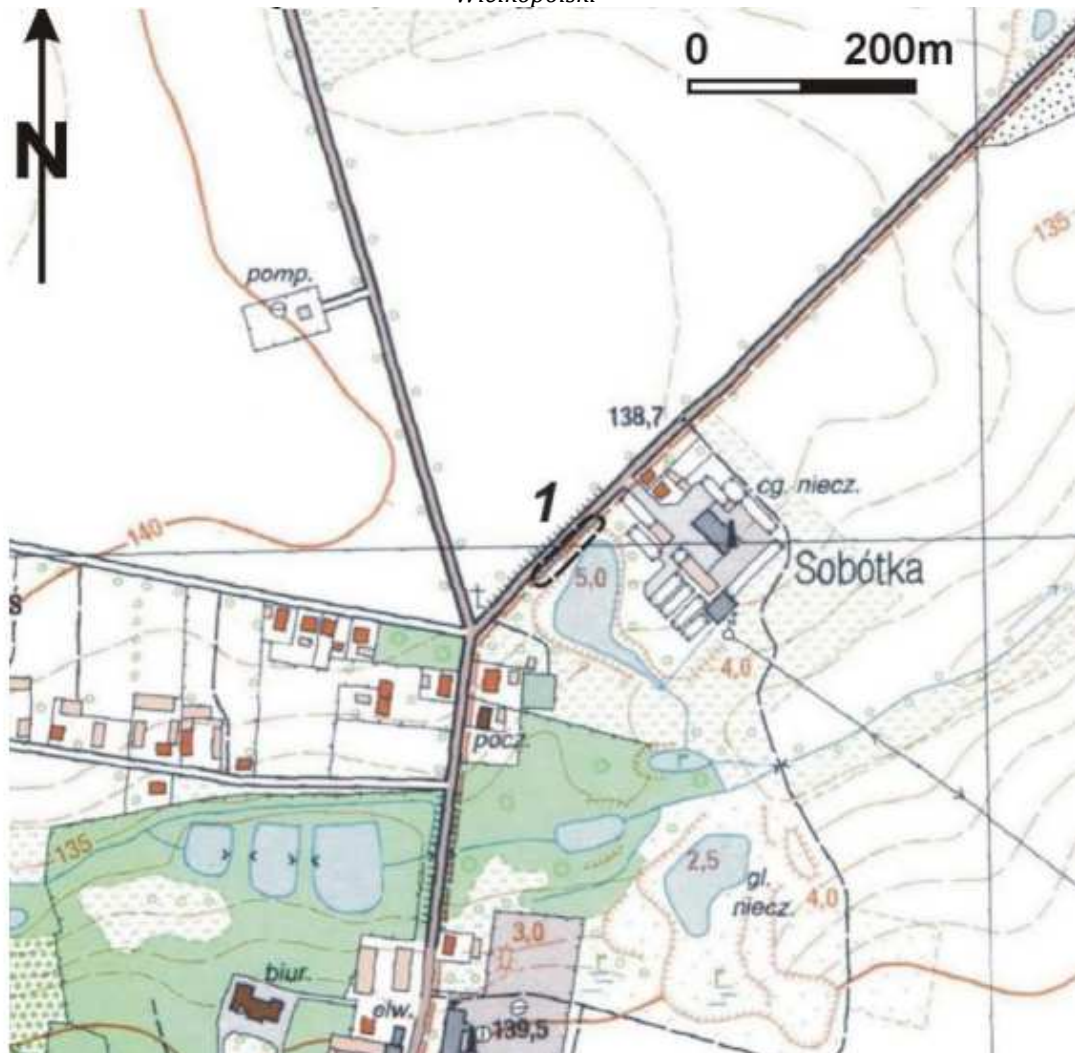 Wielkopolski
0 200m
N
135
pomp.
138,7
1
cg. niecz.
140
5,0
Sobótka
4,0
pocz.
135
2,5
gl.
niecz.
4,0
3,0
biur.
139,5